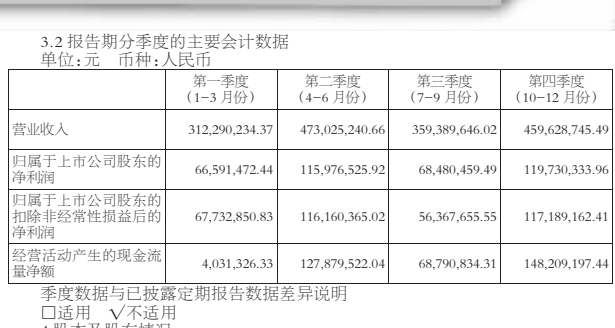 3.2 报告期分季度的主要会计数据
单位:元 币种:人民币
第一季度 第二季度 第三季度 第四季度
(1-3 月份) (4-6 月份) (7-9 月份) (10-12 月份)
营业收入 312,290,234.37 473,025,240.66 359,389,646.02 459,628,745.49
归属于上市公司股东的
净利润 66,591,472.44 115,976,525.92 68,480,459.49 119,730,333.96
归属于上市公司股东的
扣除非经常性损益后的 67,732,850.83 116,160,365.02 56,367,655.55 117,189,162.41
净利润
经营活动产生的现金流
量净额 4,031,326.33 127,879,522.04 68,790,834.31 148,209,197.44
季度数据与已披露定期报告数据差异说明
□适用 √不适用